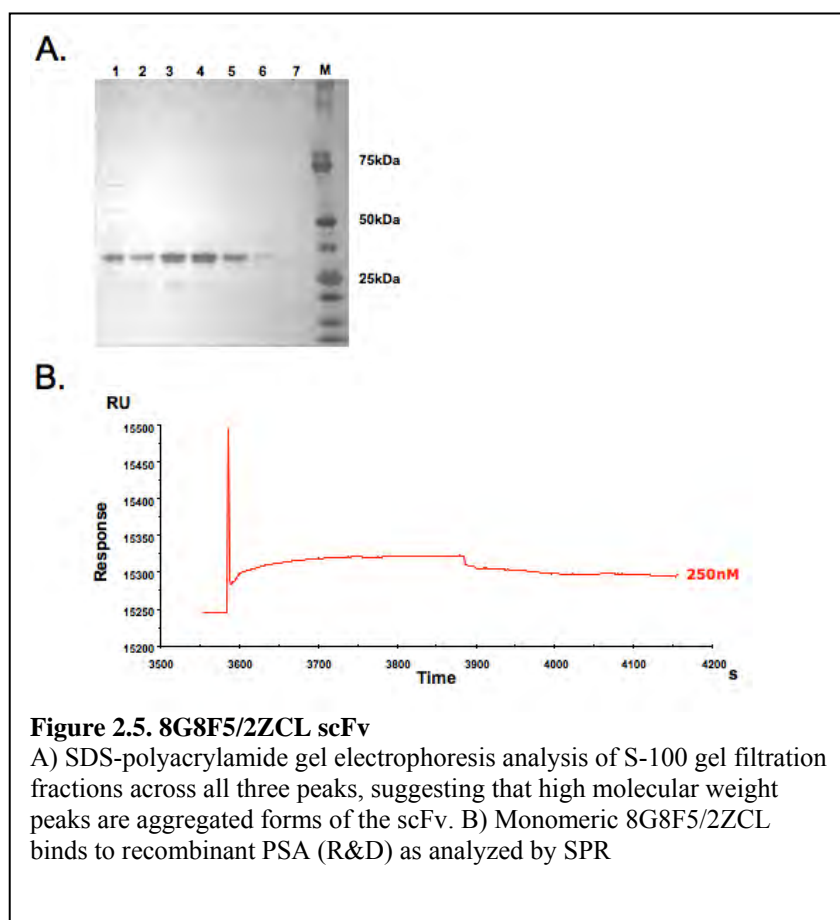 A.
1 2 3 4 5 6 7 M
75kDa
50kDa
25kDa
B.
RU
15500
15450
15400
15350
15300
15250
15200
Response
250nM
3500 3600 3700 3800 3900 4000 4100 4200
Time
s
Figure 2.5. 8G8F5/2ZCL scFv
A) SDS-polyacrylamide gel electrophoresis analysis of S-100 gel filtration
fractions across all three peaks, suggesting that high molecular weight
peaks are aggregated forms of the scFv. B) Monomeric 8G8F5/2ZCL
binds to recombinant PSA (R&D) as analyzed by SPR